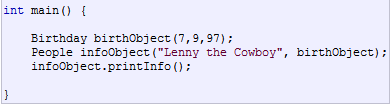 int main() {
Birthday birthObject(7,9,97);
People infoObject("Lenny the Cowboy", birthObject);
infoObject.printInfo();
}